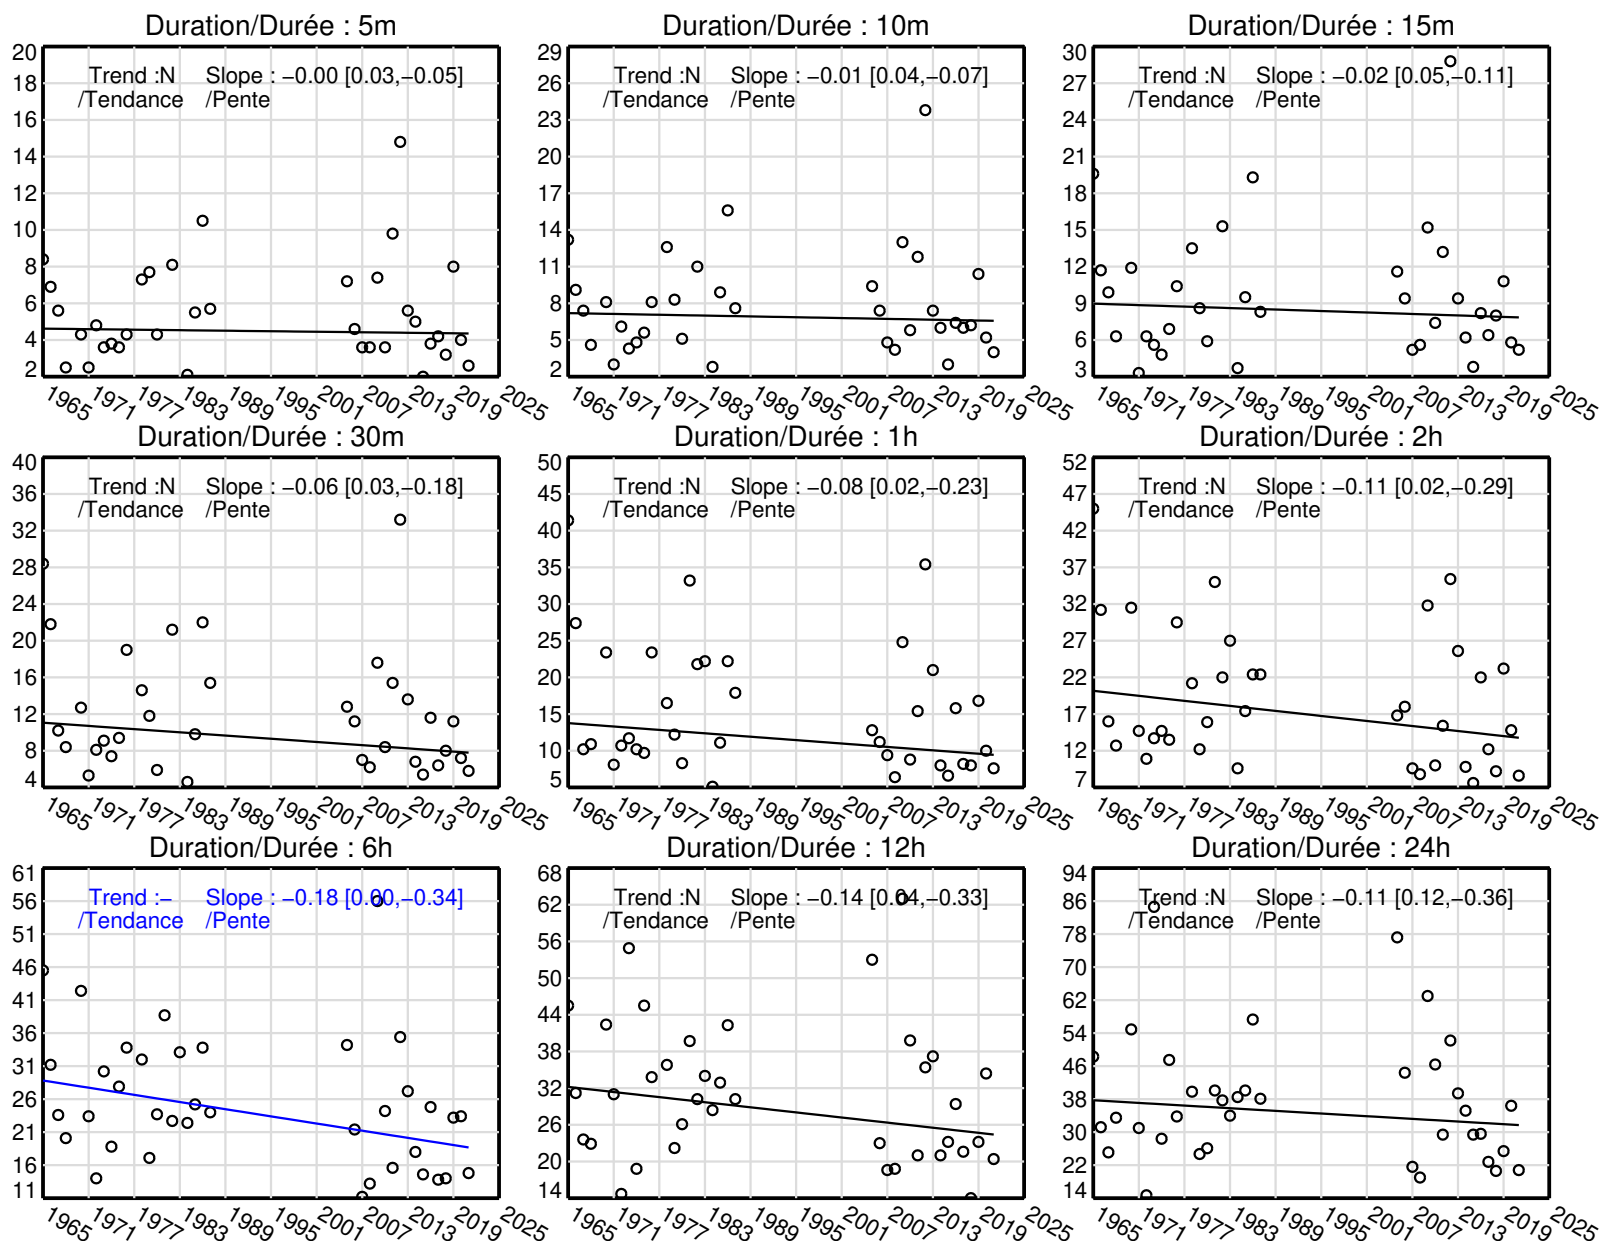 Duration/Durée : 5m
Trend :N Slope : −0.00 [0.03,−0.05]
/Tendance /Pente
20
18
16
14
12
10
8
6
4
2
1965 1971 1977 1983 1989 1995 2001 2007 2013 2019 2025
Duration/Durée : 10m
Trend :N Slope : −0.01 [0.04,−0.07]
/Tendance /Pente
29
26
23
20
17
14
11
8
5
2
1965 1971 1977 1983 1989 1995 2001 2007 2013 2019 2025
Duration/Durée : 15m
Trend :N Slope : −0.02 [0.05,−0.11]
/Tendance /Pente
30
27
24
21
18
15
12
9
6
3
1965 1971 1977 1983 1989 1995 2001 2007 2013 2019 2025
Duration/Durée : 30m
Trend :N Slope : −0.06 [0.03,−0.18]
/Tendance /Pente
40
36
32
28
24
20
16
12
8
4
1965 1971 1977 1983 1989 1995 2001 2007 2013 2019 2025
Duration/Durée : 1h
Trend :N Slope : −0.08 [0.02,−0.23]
/Tendance /Pente
50
45
40
35
30
25
20
15
10
5
1965 1971 1977 1983 1989 1995 2001 2007 2013 2019 2025
Duration/Durée : 2h
Trend :N Slope : −0.11 [0.02,−0.29]
/Tendance /Pente
52
47
42
37
32
27
22
17
12
7
1965 1971 1977 1983 1989 1995 2001 2007 2013 2019 2025
Duration/Durée : 6h
Trend :− Slope : −0.18 [0.00,−0.34]
/Tendance /Pente
61
56
51
46
41
36
31
26
21
16
11
1965 1971 1977 1983 1989 1995 2001 2007 2013 2019 2025
Duration/Durée : 12h
Trend :N Slope : −0.14 [0.04,−0.33]
/Tendance /Pente
68
62
56
50
44
38
32
26
20
14
1965 1971 1977 1983 1989 1995 2001 2007 2013 2019 2025
Duration/Durée : 24h
Trend :N Slope : −0.11 [0.12,−0.36]
/Tendance /Pente
94
86
78
70
62
54
46
38
30
22
14
1965 1971 1977 1983 1989 1995 2001 2007 2013 2019 2025